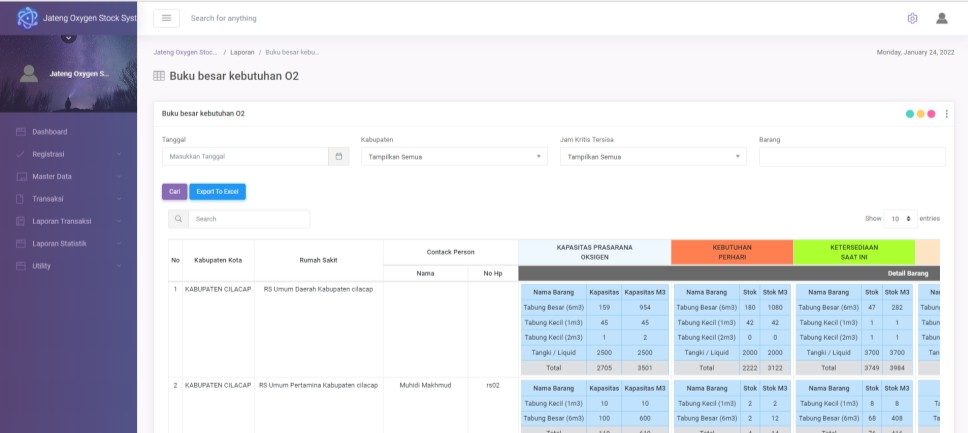 Jateng Oxygen Stock Syst
Search for anything
Jateng Oxygen S...
Dashboard
Registrasi
Master Data
Transaksi
Laporan Transaksi
Laporan Statistik
Utility
Jateng Oxygen Stoc... / Laporan / Buku besar kebu...
Monday, January 24, 2022
Buku besar kebutuhan O2
Buku besar kebutuhan O2
Tanggal Kabupaten Jam Kritis Tersisa Barang
Masukkan Tanggal Tampilkan Semua Tampilkan Semua
Cari Export To Excel
Search Show 10 entries
No Kabupaten Kota Rumah Sakit Contack Person KAPASITAS PRASARANA OKSIGEN KEBUTUHAN PERHARI KETERSEDIAAN SAAT INI
Nama No Hp Detail Barang
1 KABUPATEN CILACAP RS Umum Daerah Kabupaten cilacap
Nama Barang Kapasitas Kapasitas M3 Nama Barang Stok Stok M3 Nama Barang Stok Stok M3
Tabung Besar (6m3) 159 954 Tabung Besar (6m3) 180 1080 Tabung Besar (6m3) 47 282
Tabung Kecil (1m3) 45 45 Tabung Kecil (1m3) 42 42 Tabung Kecil (1m3) 1 1
Tabung Kecil (2m3) 1 2 Tabung Kecil (2m3) 0 0 Tabung Kecil (2m3) 1 1
Tangki / Liquid 2500 2500 Tangki / Liquid 2000 2000 Tangki / Liquid 3700 3700
Total 2705 3501 Total 2222 3122 Total 3749 3984
2 KABUPATEN CILACAP RS Umum Pertamina Kabupaten cilacap Muhidi Makhmud rs02
Nama Barang Kapasitas Kapasitas M3 Nama Barang Stok Stok M3 Nama Barang Stok Stok M3
Tabung Kecil (1m3) 10 10 Tabung Kecil (1m3) 2 2 Tabung Kecil (1m3) 8 8
Tabung Besar (6m3) 100 600 Tabung Besar (6m3) 2 12 Tabung Besar (6m3) 68 408